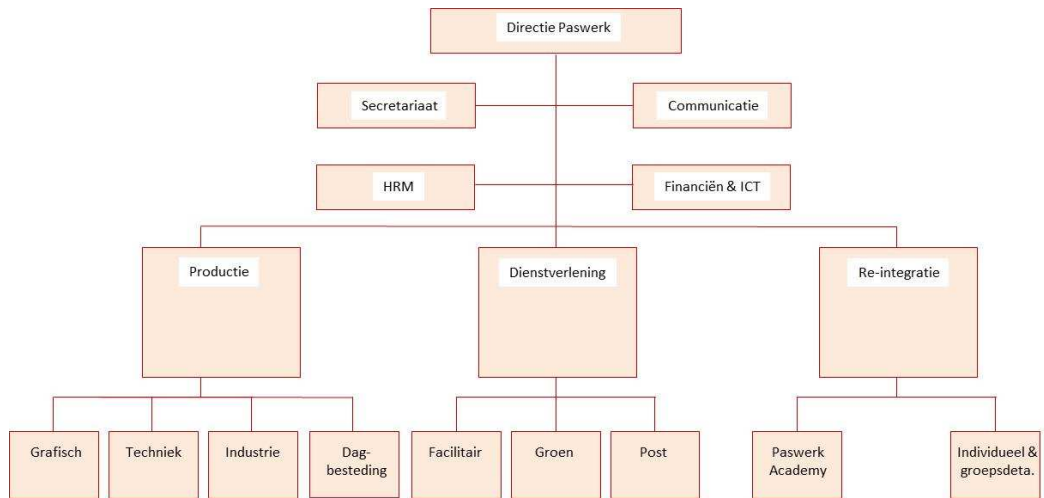 Directie Paswerk
Secretariaat
Communicatie
HRM
Financiën & ICT
Productie
Dienstverlening
Re-integratie
Grafisch
Techniek
Industrie
Dag-
besteding
Facilitair
Groen
Post
Paswerk
Academy
Individueel &
groepsdeta.